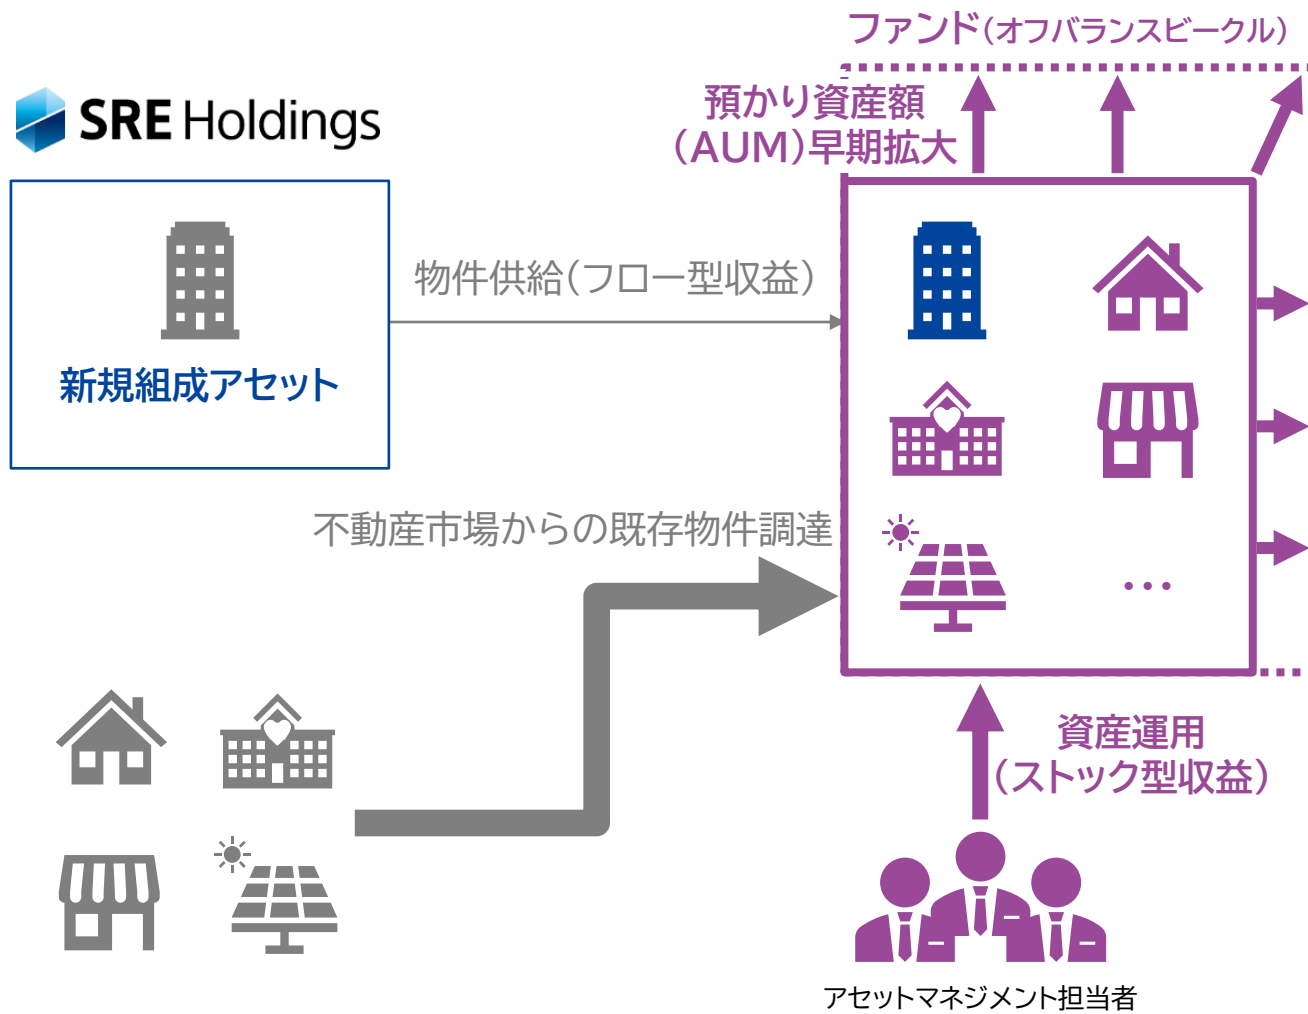 ファンド(オフバランスビークル)
預かり資産額
(AUM)早期拡大
SRE Holdings
物件供給(フロー型収益)
新規組成アセット
不動産市場からの既存物件調達
...
資産運用
(ストック型収益)
アセットマネジメント担当者